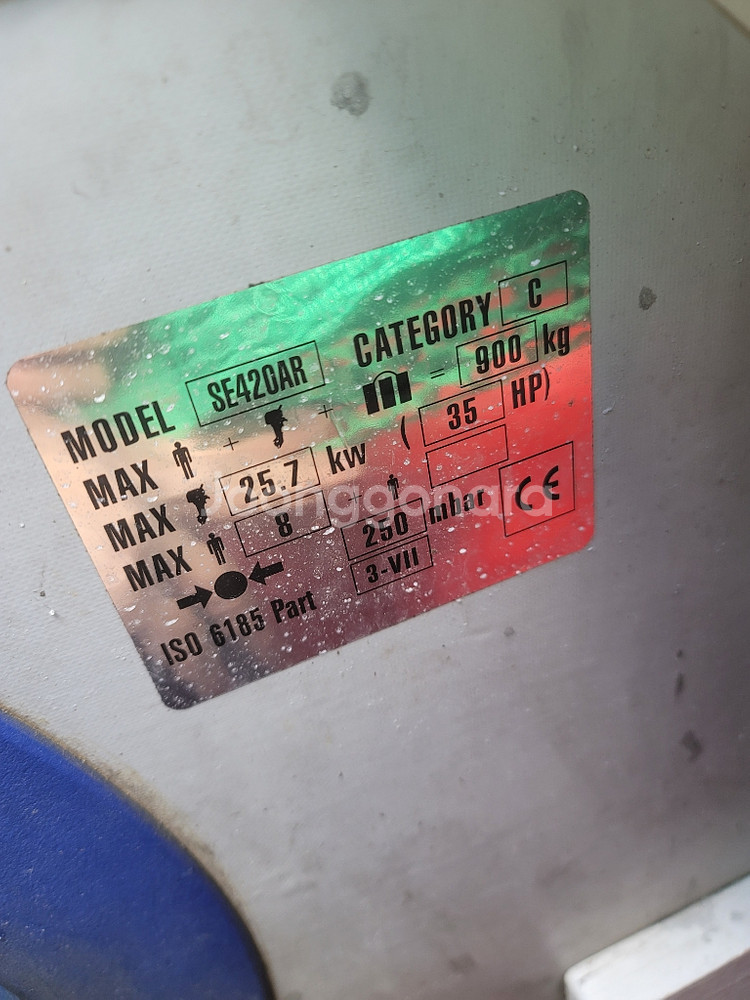 MODEL SE420AR CATEGORY C
MAX + + = 900 kg
MAX 25.7 kw ( 35 HP)
MAX 8
250 mbar CE
ISO 6185 Part 3-VII
Joonggonara